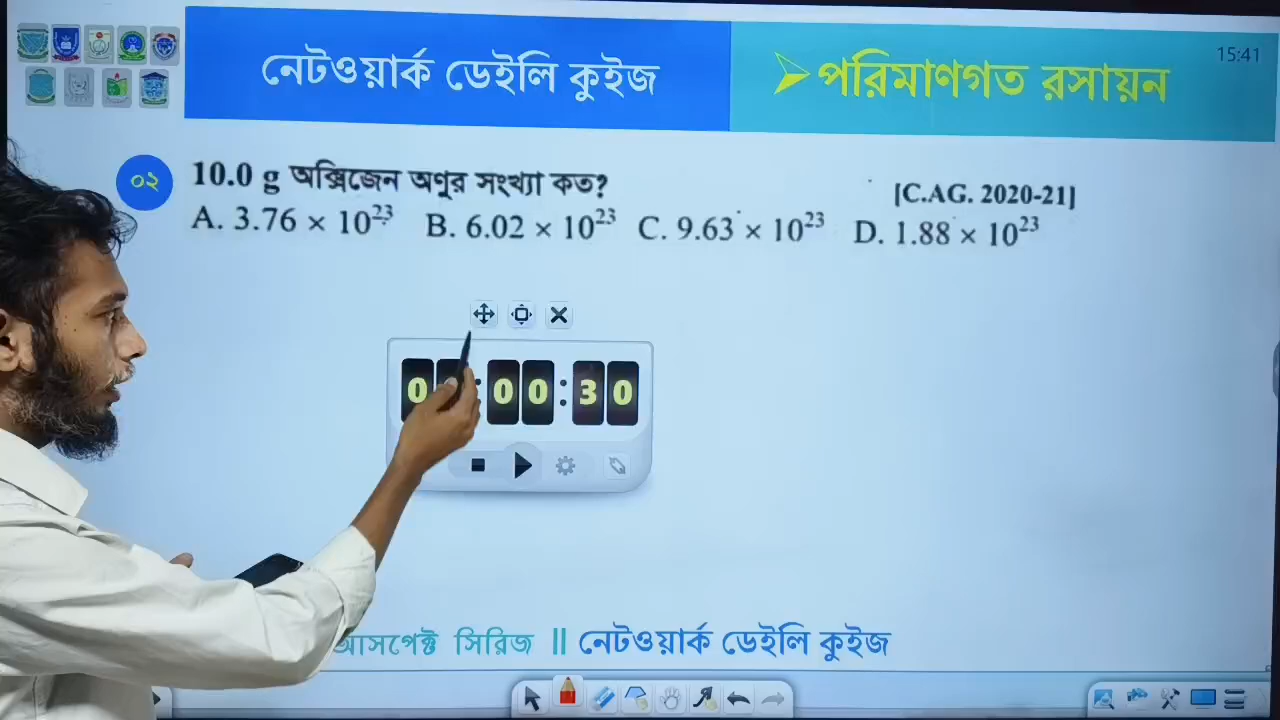 নেটওয়ার্ক ডেইলি কুইজ
➢পরিমাণগত রসায়ন
15:41
০২
10.0 g অক্সিজেন অণুর সংখ্যা কত?
[C.AG. 2020-21]
A. 3.76 × 10²³ B. 6.02 × 10²³ C. 9.63 × 10²³ D. 1.88 × 10²³
0 : 00 : 30
আসপেক্ট সিরিজ || নেটওয়ার্ক ডেইলি কুইজ